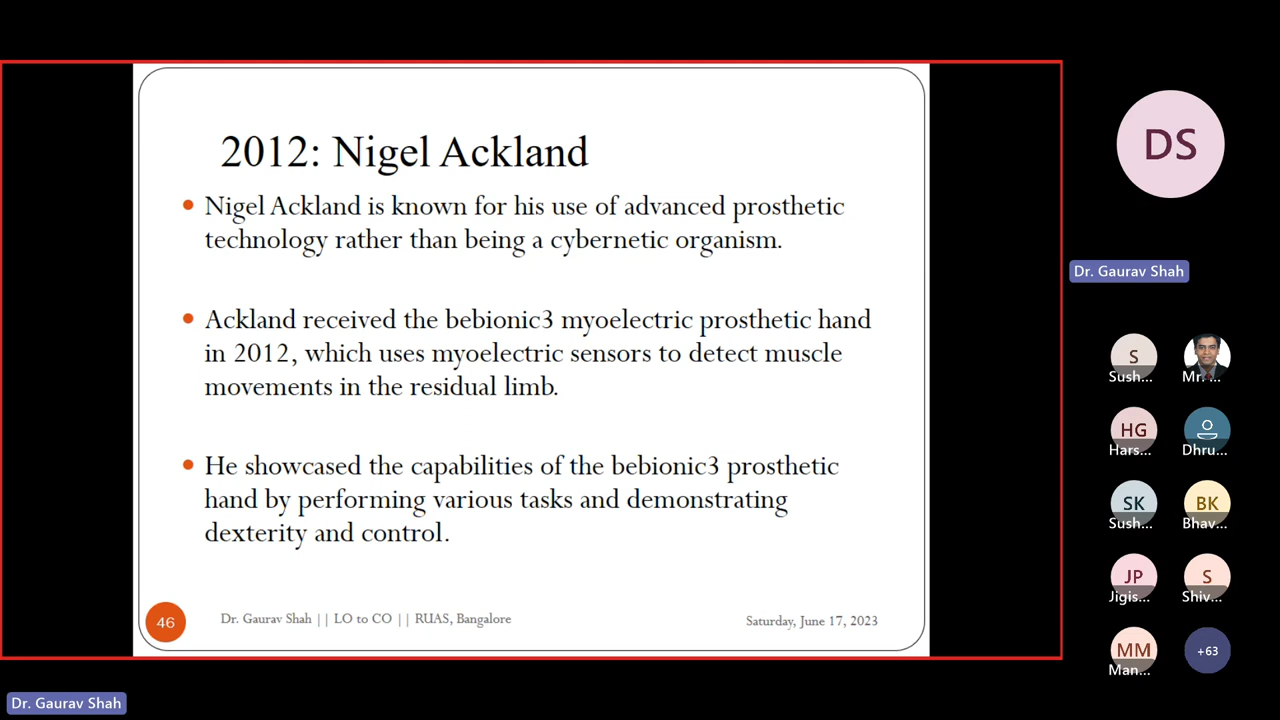 2012: Nigel Ackland
Nigel Ackland is known for his use of advanced prosthetic
technology rather than being a cybernetic organism.
Ackland received the bebionic3 myoelectric prosthetic hand
in 2012, which uses myoelectric sensors to detect muscle
movements in the residual limb.
He showcased the capabilities of the bebionic3 prosthetic
hand by performing various tasks and demonstrating
dexterity and control.
46
Dr. Gaurav Shah || LO to CO || RUAS, Bangalore
Saturday, June 17, 2023
Dr. Gaurav Shah
DS
Dr. Gaurav Shah
S
Sush...
Mr. ...
HG
Hars...
Dhru...
SK
Sush...
BK
Bhav...
JP
Jigis...
S
Shiv...
MM
Man...
+63